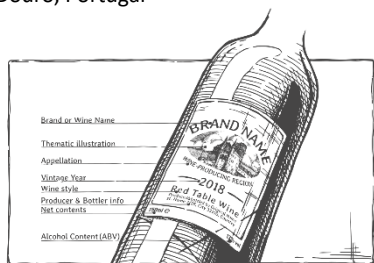 Douro, Portugal
Brand or Wine Name
Thematic illustration
Appellation
Vintage Year
Wine style
Producer & Bottler info
Net contents
Alcohol Content (ABV)
BRAND NAME
WINE-PRODUCING REGION
2018
Red Table Wine